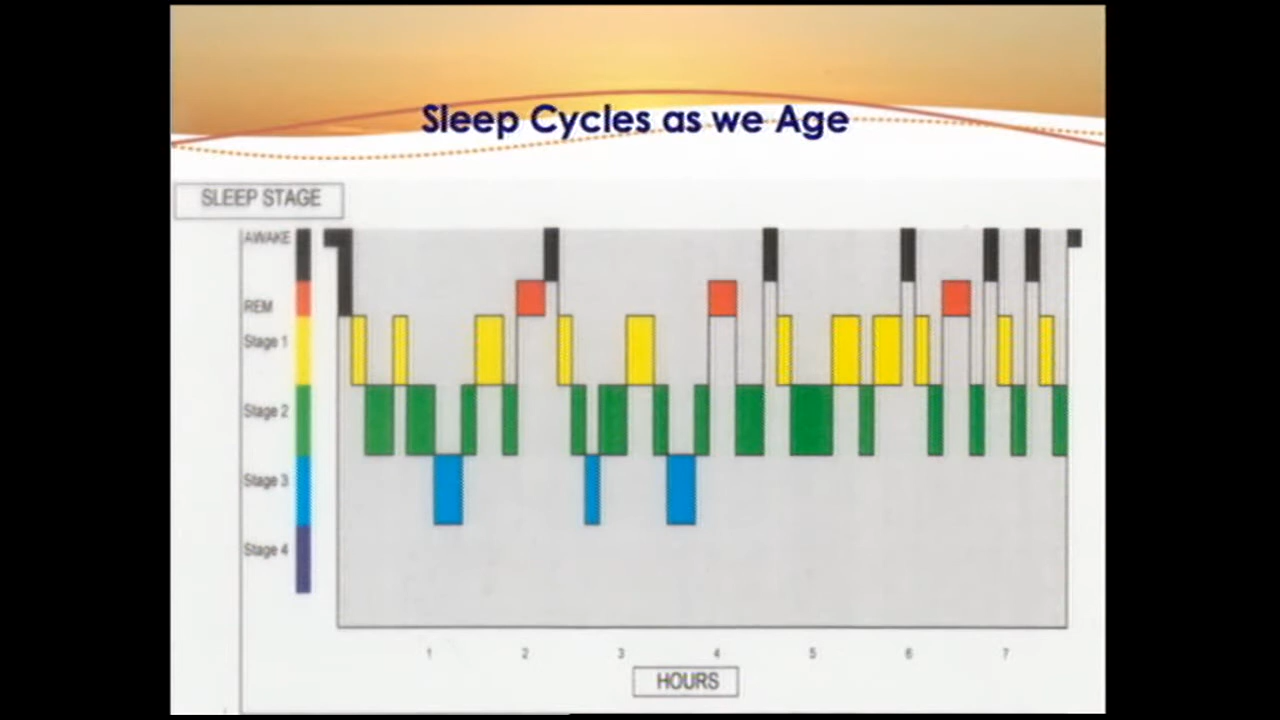 Sleep Cycles as we Age
SLEEP STAGE
AWAKE
REM
Stage 1
Stage 2
Stage 3
Stage 4
1 2 3 4 5 6 7
HOURS